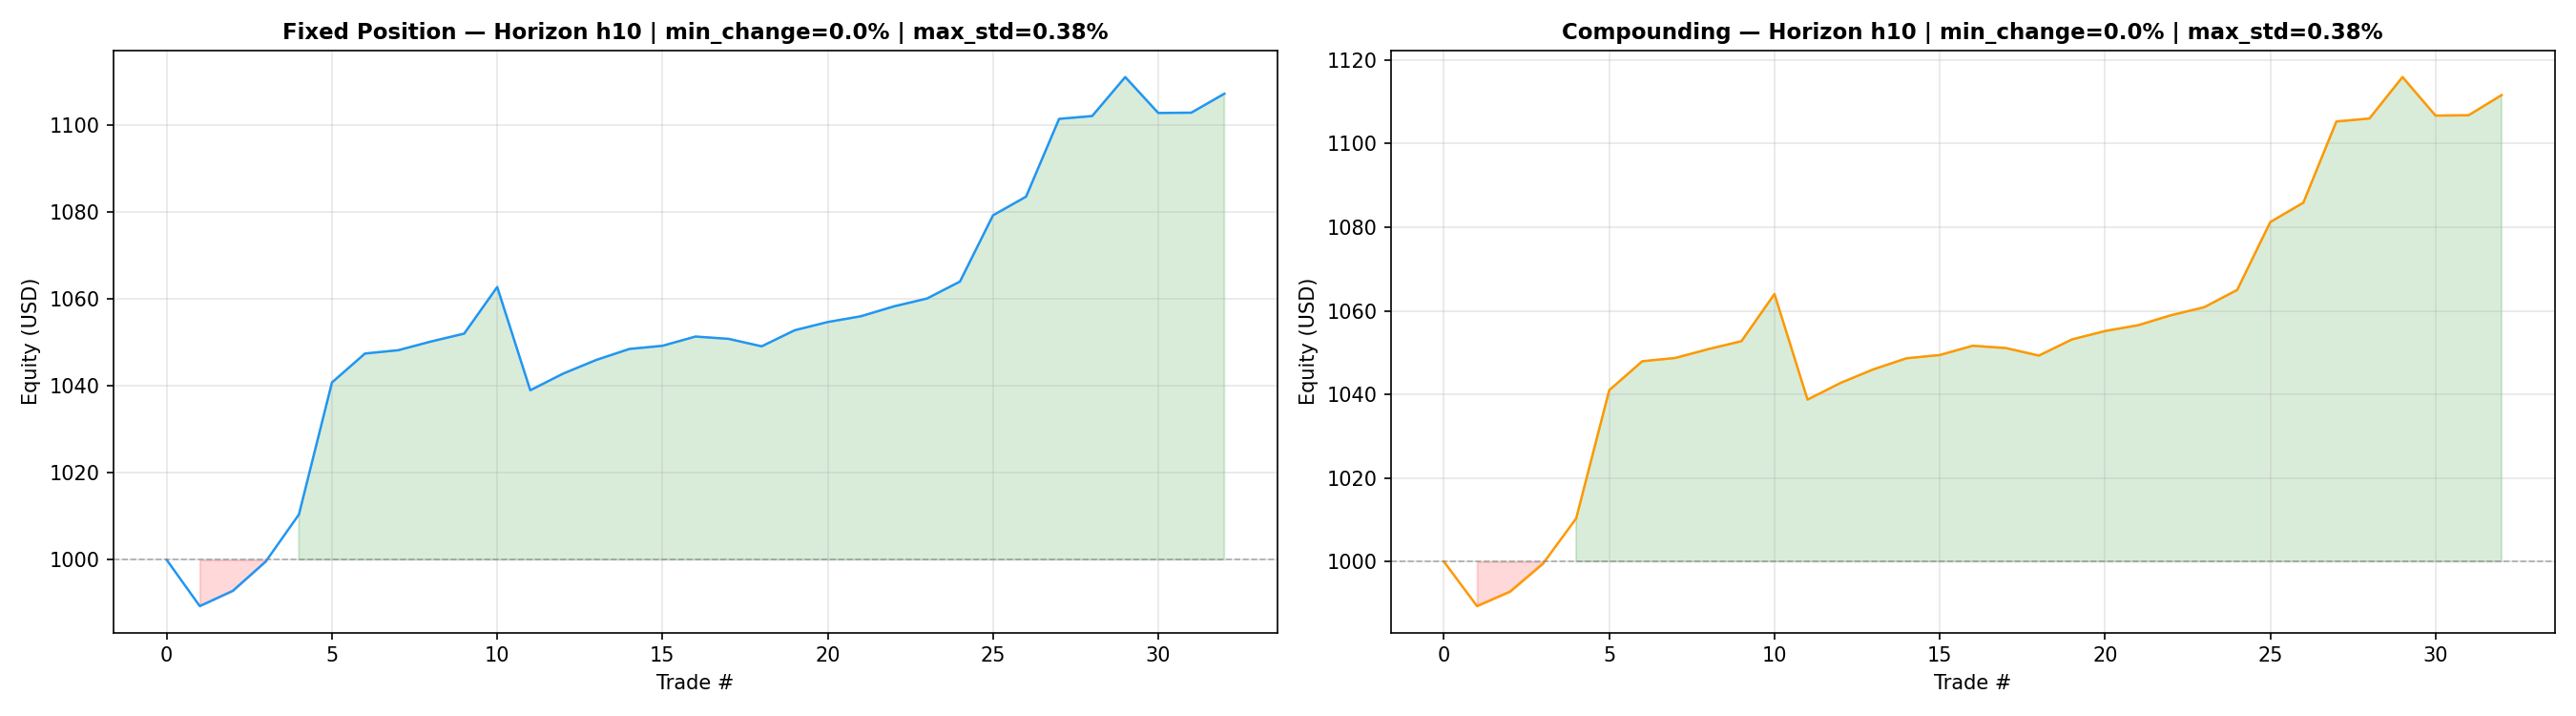 Fixed Position — Horizon h10 | min_change=0.0% | max_std=0.38%
1100
1080
1060
1040
1020
1000
Equity (USD)
0 5 10 15 20 25 30
Trade #
Compounding — Horizon h10 | min_change=0.0% | max_std=0.38%
1120
1100
1080
1060
1040
1020
1000
Equity (USD)
0 5 10 15 20 25 30
Trade #